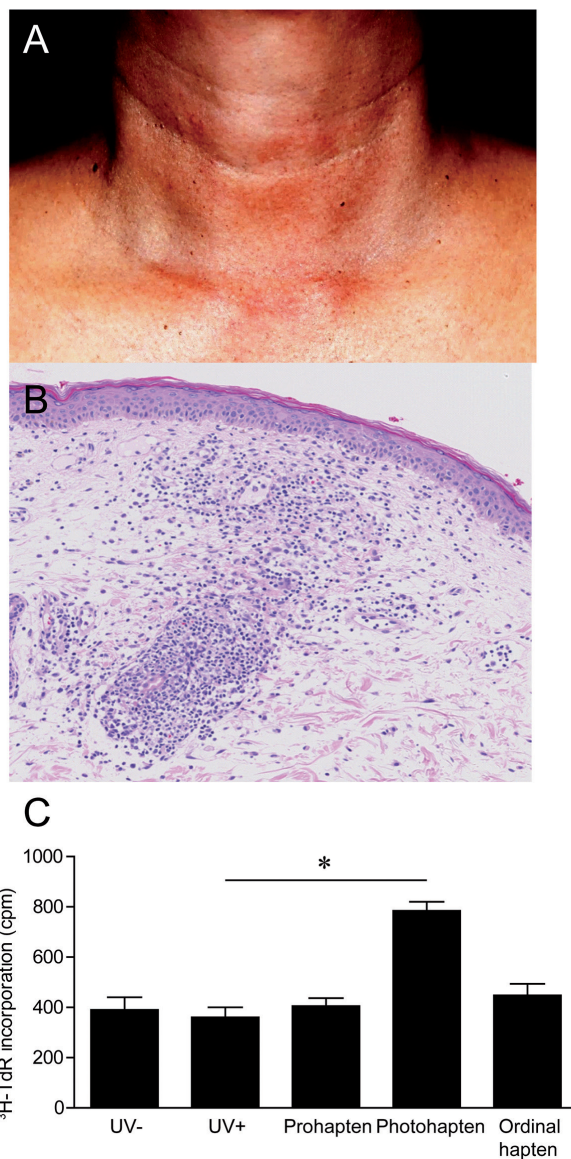 A
B
C
1000
800
600
400
200
0
³H-TdR incorporation (cpm)
*
UV-
UV+
Prohapten
Photohapten
Ordinal
hapten